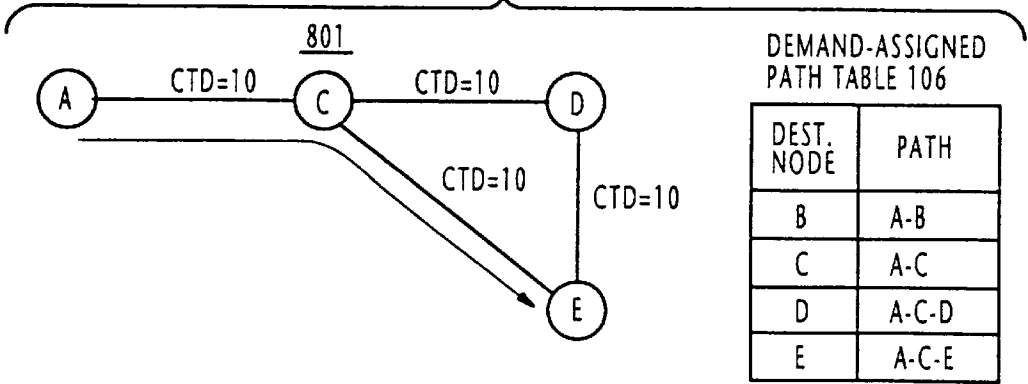 801
A
CTD=10
C
CTD=10
D
CTD=10
CTD=10
E
DEMAND-ASSIGNED
PATH TABLE 106
DEST.
NODE
PATH
B
A-B
C
A-C
D
A-C-D
E
A-C-E